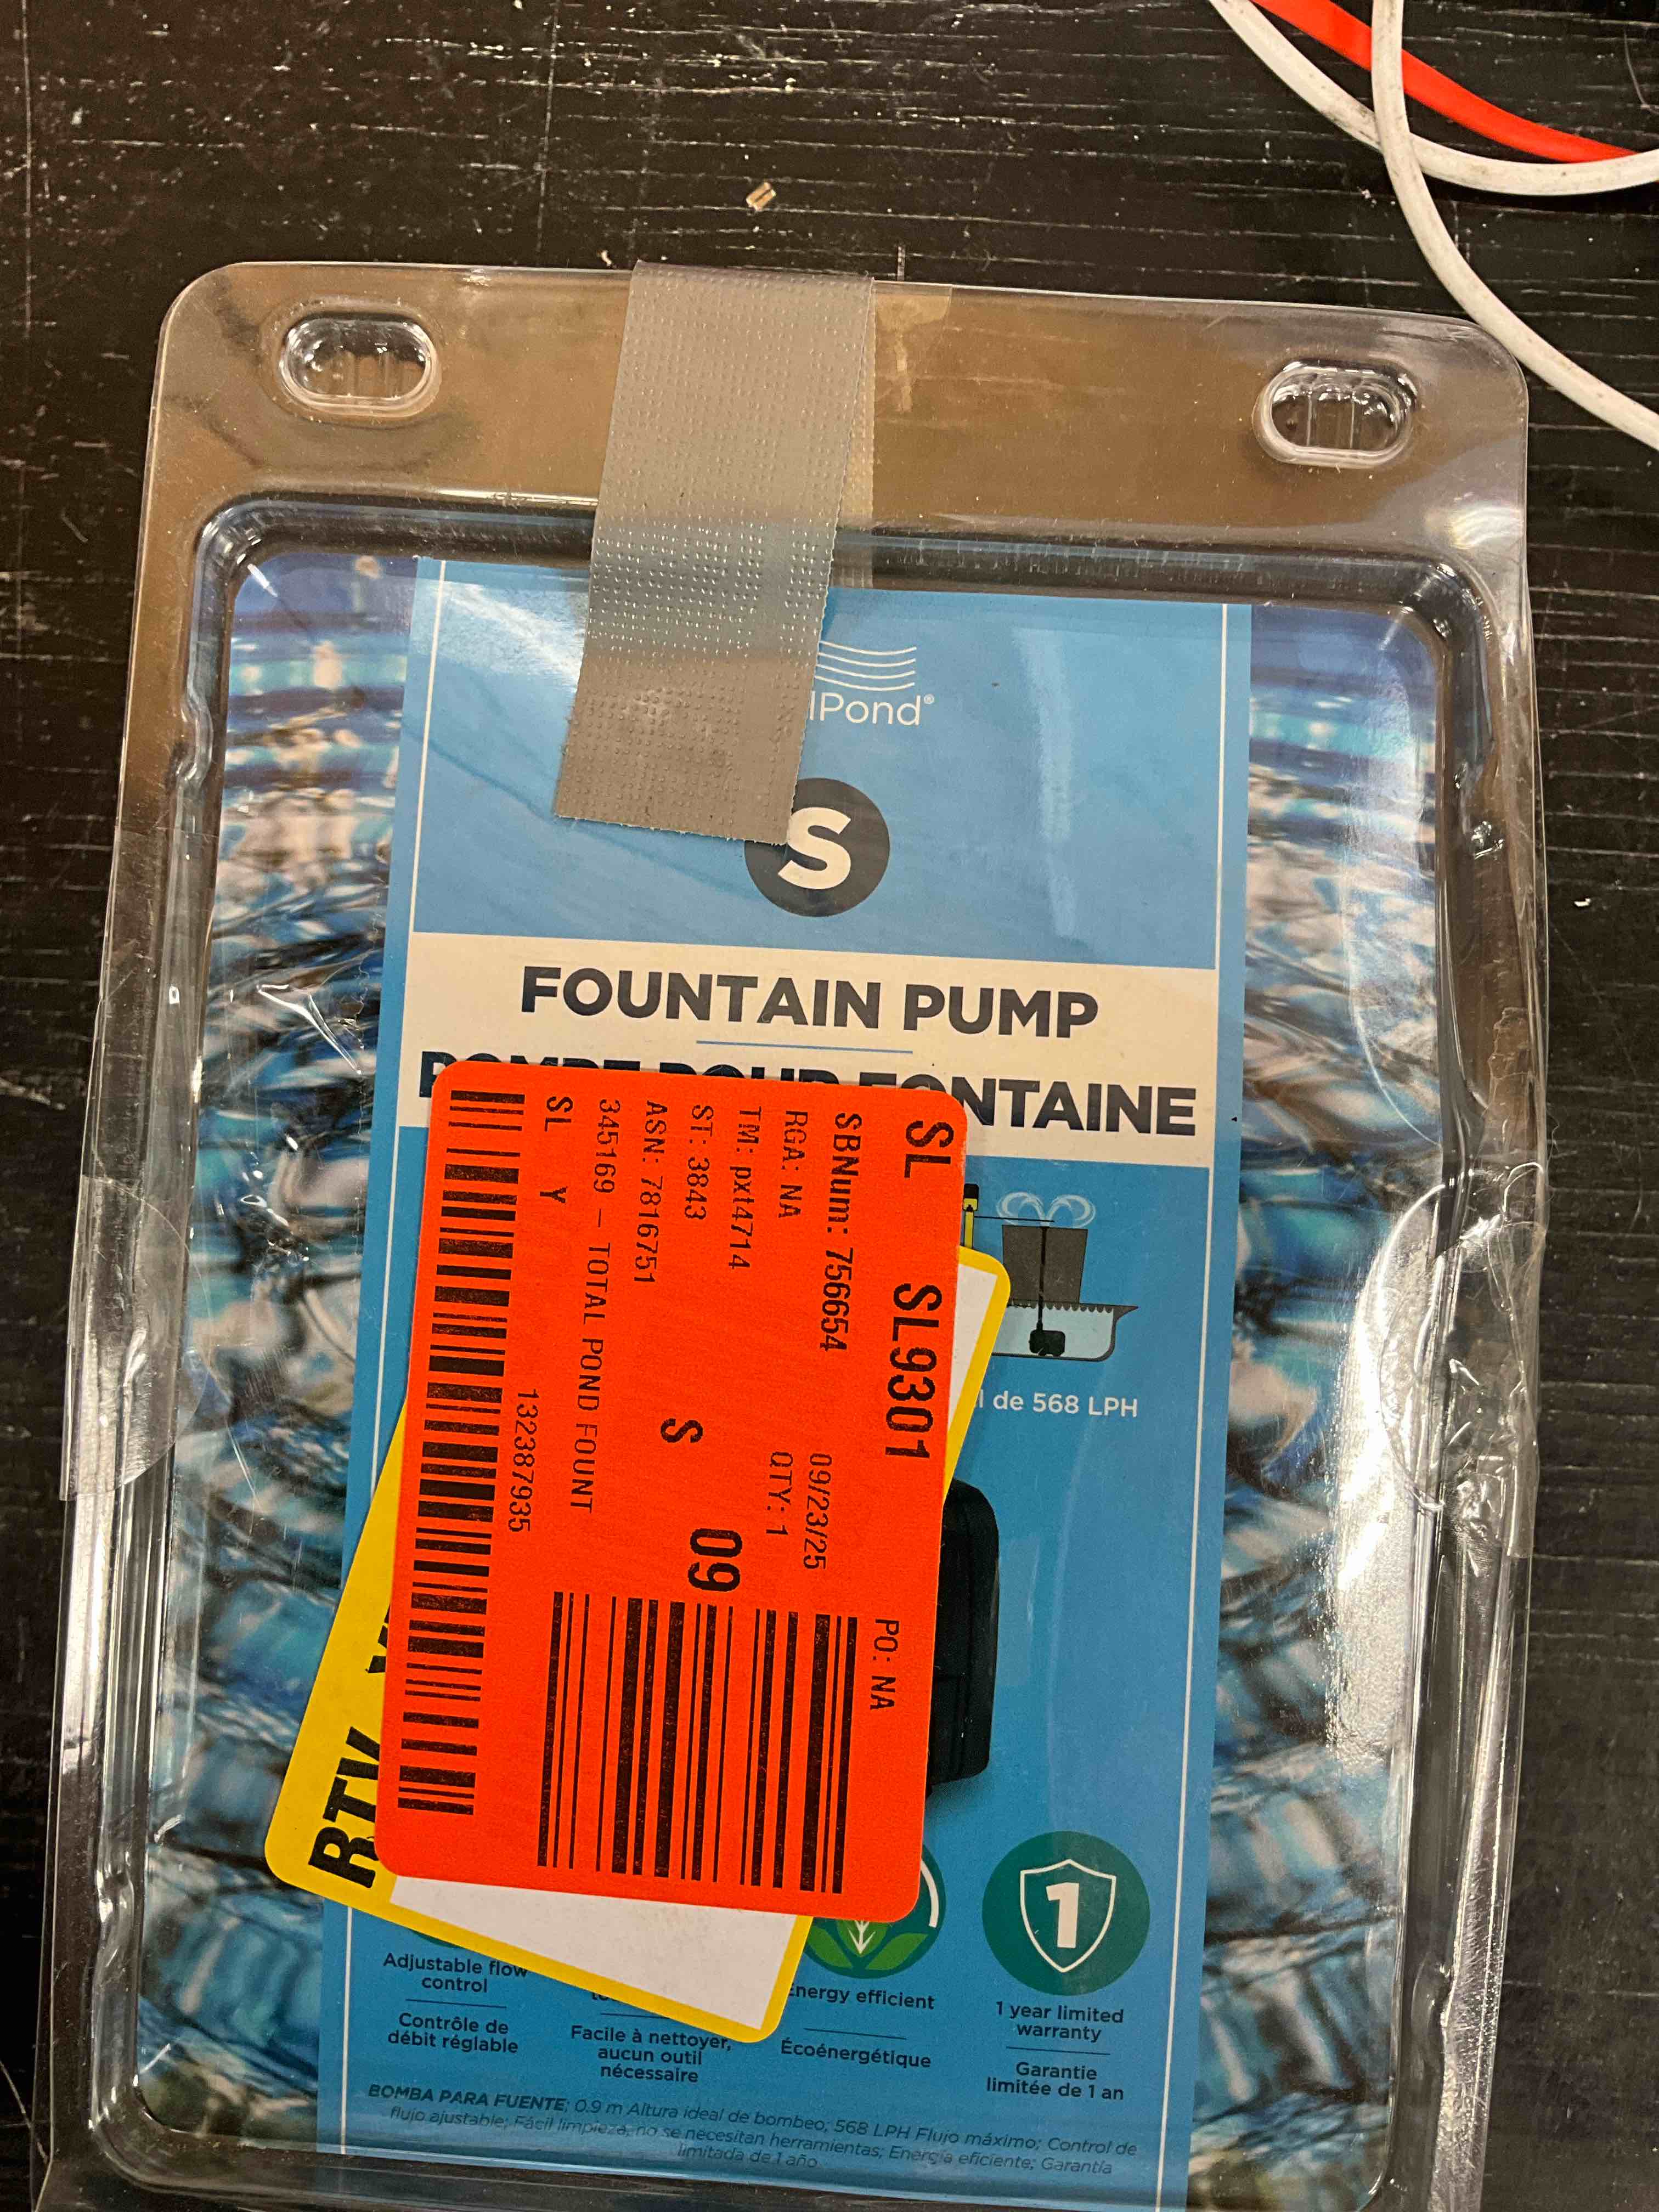 lPond®
S
FOUNTAIN PUMP
FONTAINE
l de 568 LPH
SL SL9301
PO: NA
SBNum: 756654
09/23/25
RGA: NA
QTY: 1
TM: pxt4714
09
ST: 3843
S
ASN: 7816751
345169 – TOTAL POND FOUNT
SL Y
132387935
RTV
Adjustable flow
control
Contrôle de
débit réglable
Facile à nettoyer,
aucun outil
nécessaire
Energy efficient
Écoénergétique
1
1 year limited
warranty
Garantie
limitée de 1 an
BOMBA PARA FUENTE; 0.9 m Altura ideal de bombeo; 568 LPH Flujo máximo; Control de
flujo ajustable; Fácil limpieza, no se necesitan herramientas; Energía eficiente; Garantía
limitada de 1 año